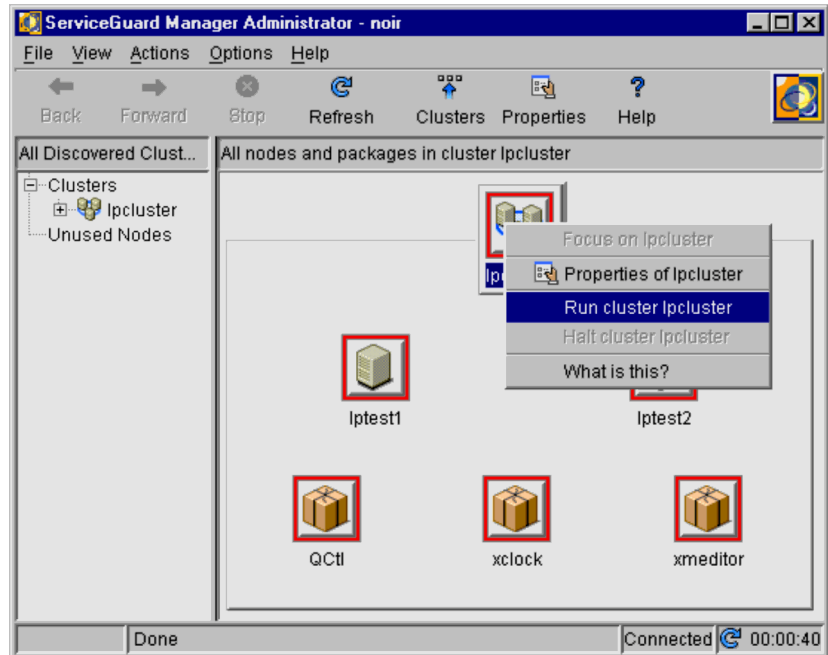 ServiceGuard Manager Administrator - noir
File View Actions Options Help
Back Forward Stop Refresh Clusters Properties Help
All Discovered Clust...
All nodes and packages in cluster lpcluster
Clusters
lpcluster
Unused Nodes
Focus on lpcluster
Properties of lpcluster
Run cluster lpcluster
Halt cluster lpcluster
What is this?
lptest1 lptest2
QCtl xclock xmeditor
Done Connected 00:00:40